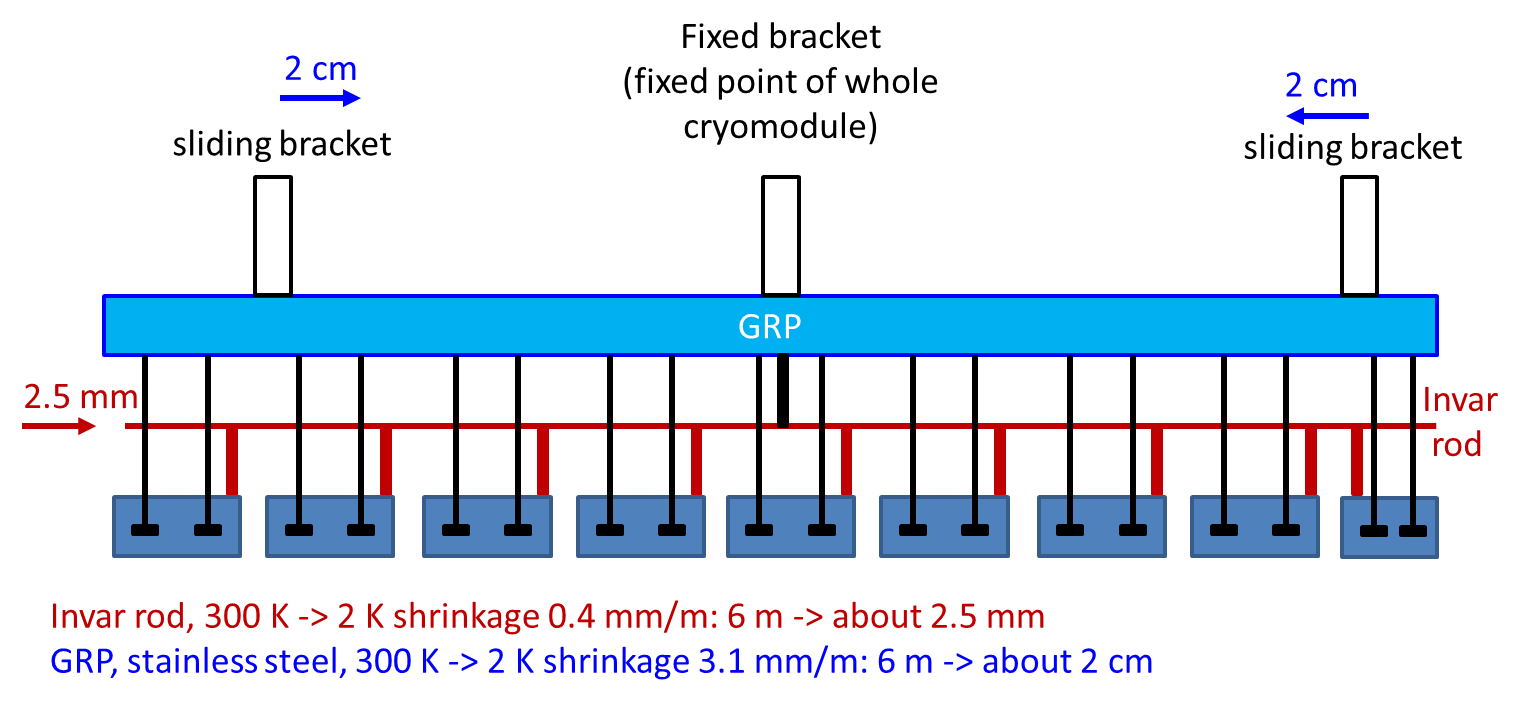 Fixed bracket
(fixed point of whole
cryomodule)
2 cm
sliding bracket
2 cm
sliding bracket
GRP
2.5 mm
Invar
rod
Invar rod, 300 K -> 2 K shrinkage 0.4 mm/m: 6 m -> about 2.5 mm
GRP, stainless steel, 300 K -> 2 K shrinkage 3.1 mm/m: 6 m -> about 2 cm